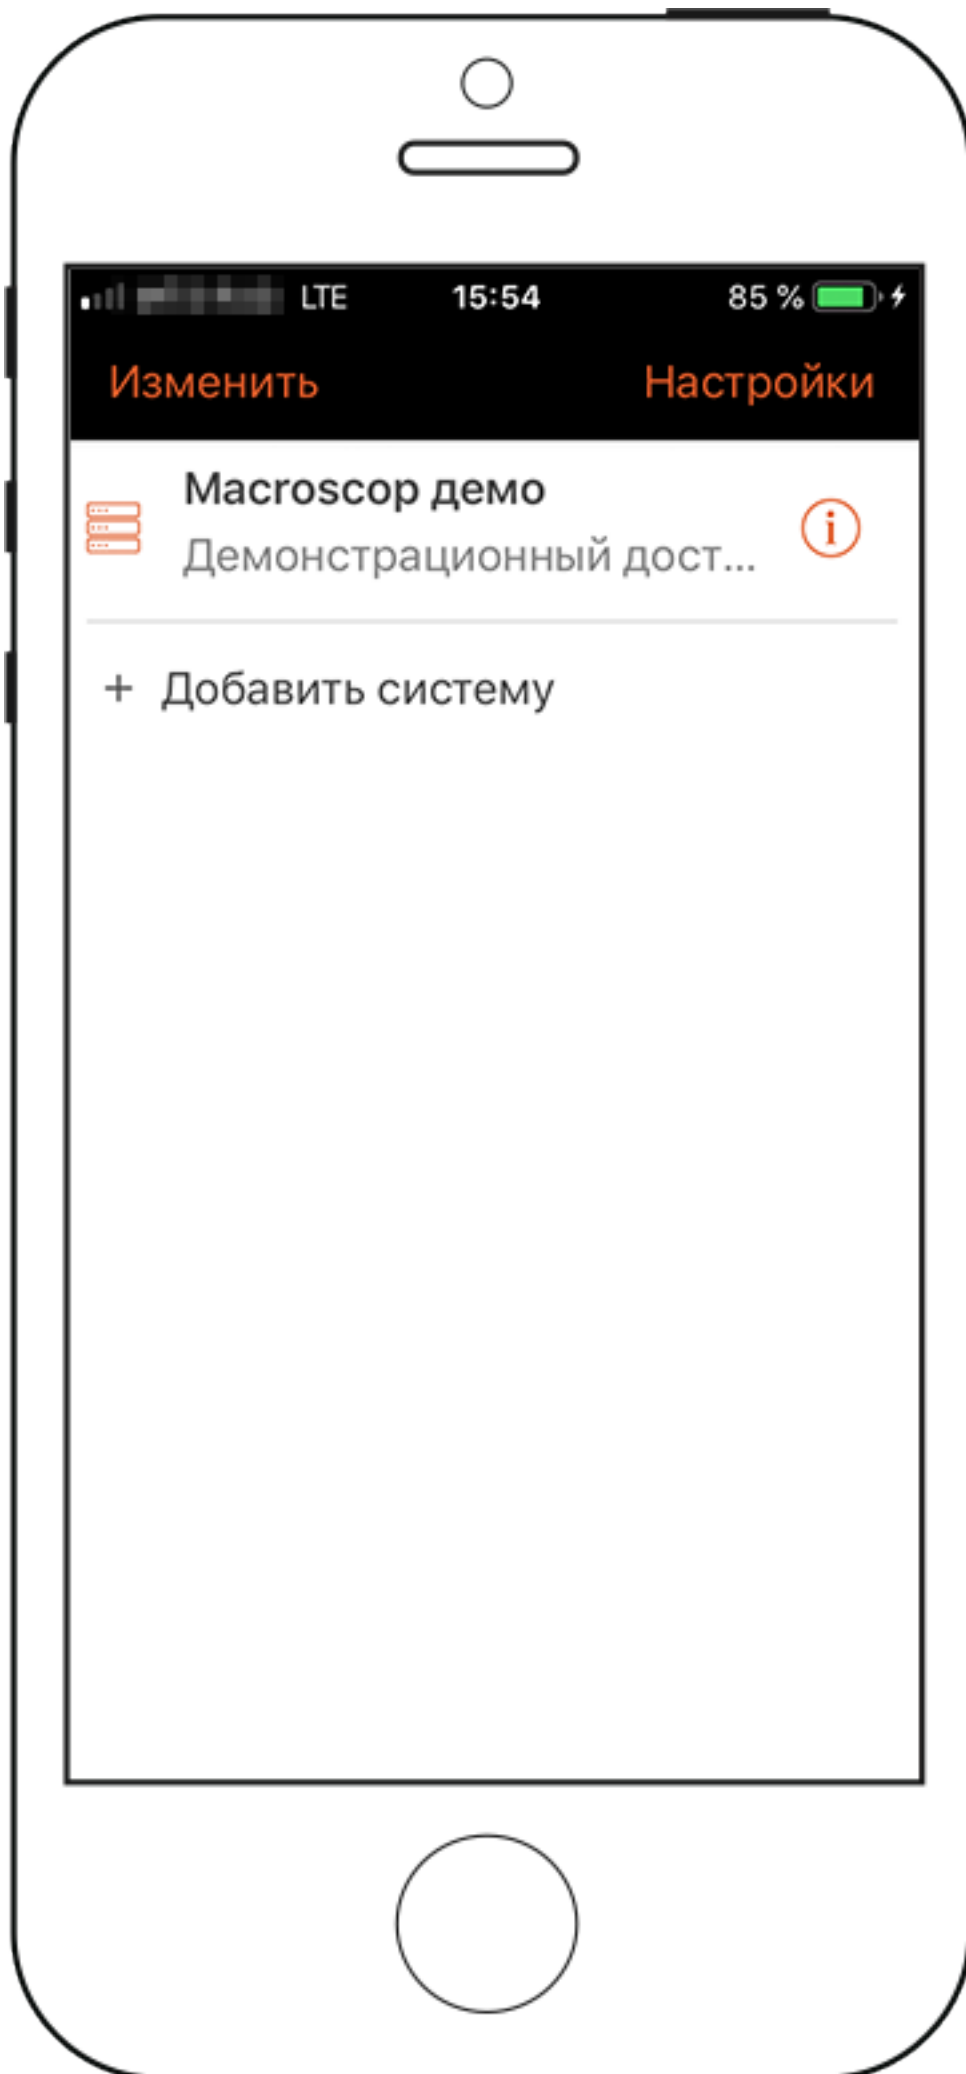 LTE 15:54 85 %
Изменить Настройки
Macroscop демо
Демонстрационный дост...
+ Добавить систему